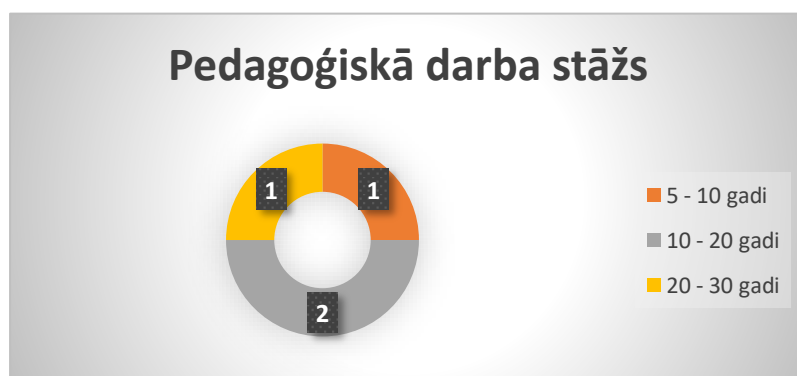 Pedagoģiskā darba stāžs
1
1
2
5 - 10 gadi
10 - 20 gadi
20 - 30 gadi